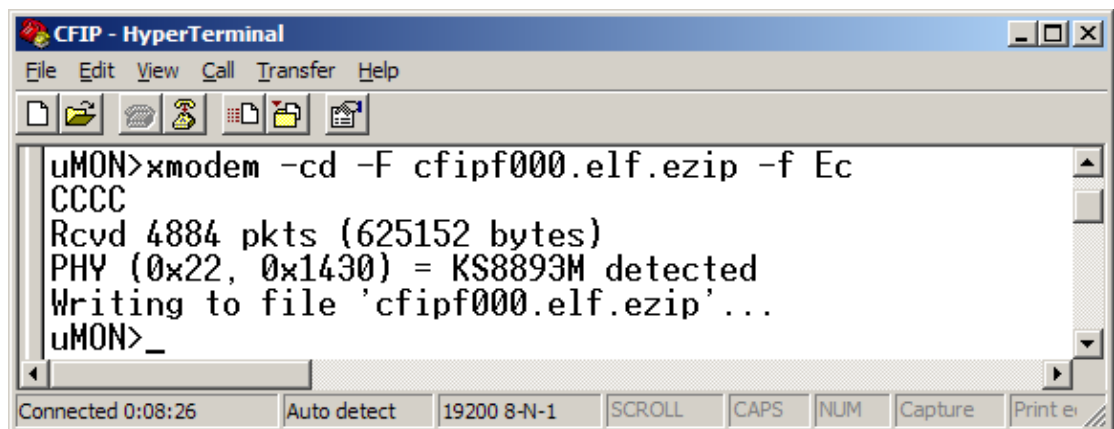 CFIP - HyperTerminal
File Edit View Call Transfer Help
uMON>xmodem -cd -F cfipf000.elf.ezip -f Ec
CCCC
Rcvd 4884 pkts (625152 bytes)
PHY (0x22, 0x1430) = KS8893M detected
Writing to file 'cfipf000.elf.ezip'...
uMON>_
Connected 0:08:26 Auto detect 19200 8-N-1 SCROLL CAPS NUM Capture Print